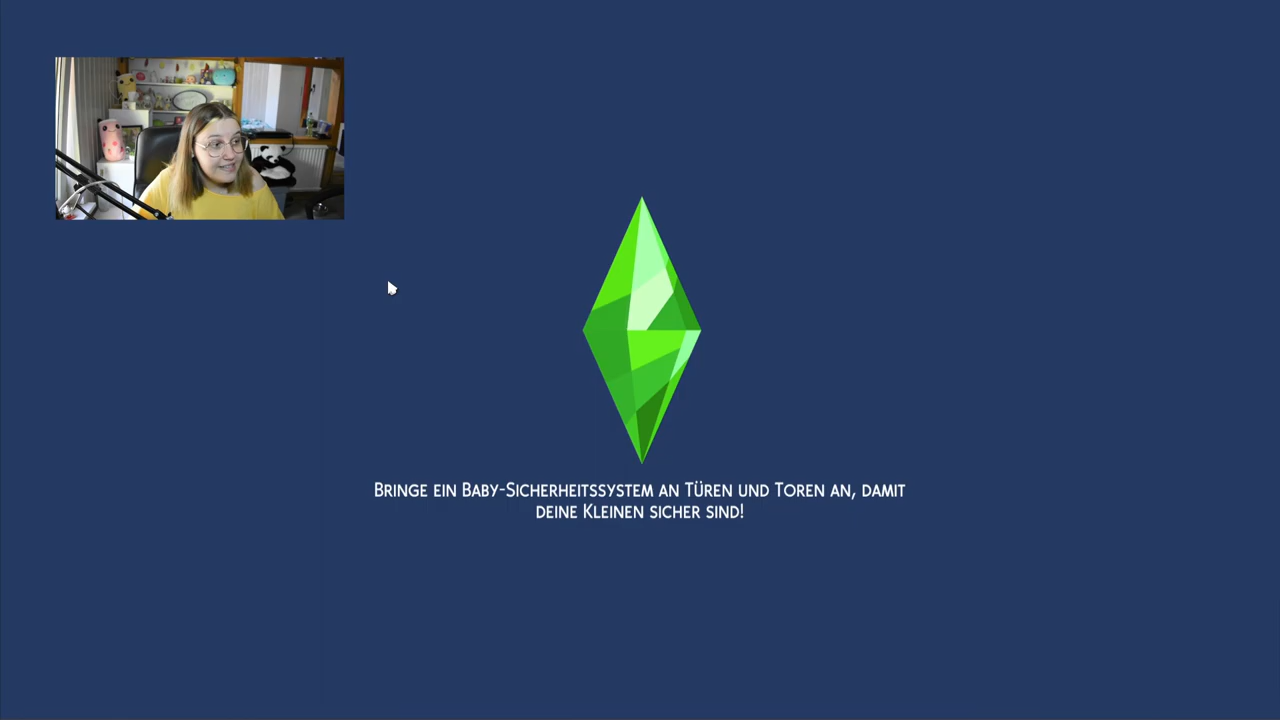 Bringe ein Baby-Sicherheitssystem an Türen und Toren an, damit
deine Kleinen sicher sind!